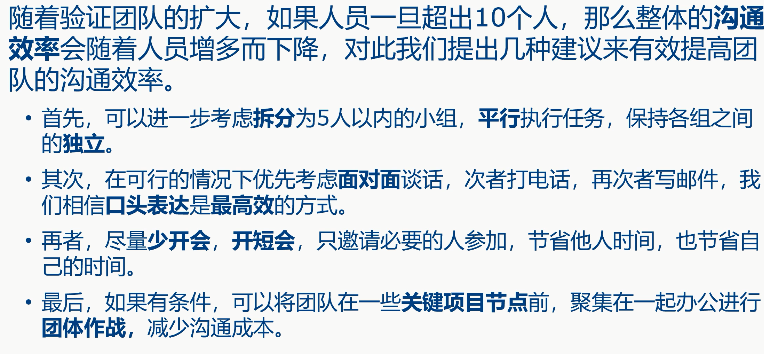 随着验证团队的扩大，如果人员一旦超出10个人，那么整体的沟通
效率会随着人员增多而下降，对此我们提出几种建议来有效提高团
队的沟通效率。
• 首先，可以进一步考虑拆分为5人以内的小组，平行执行任务，保持各组之间
的独立。
• 其次，在可行的情况下优先考虑面对面谈话，次者打电话，再次者写邮件，我
们相信口头表达是最高效的方式。
• 再者，尽量少开会，开短会，只邀请必要的人参加，节省他人时间，也节省自
己的时间。
• 最后，如果有条件，可以将团队在一些关键项目节点前，聚集在一起办公进行
团体作战，减少沟通成本。